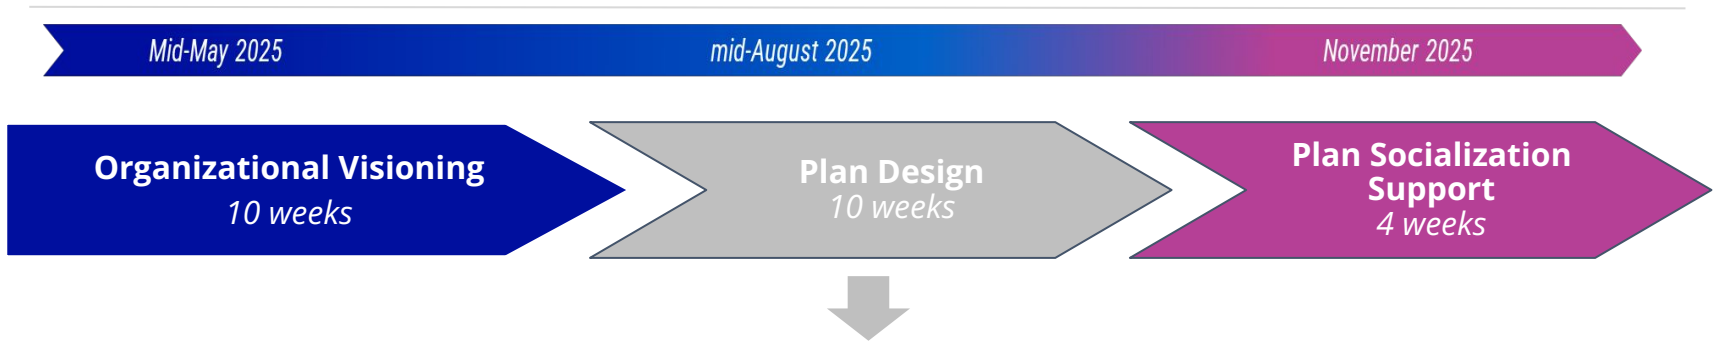 Mid-May 2025
mid-August 2025
November 2025
Organizational Visioning
10 weeks
Plan Design
10 weeks
Plan Socialization
Support
4 weeks